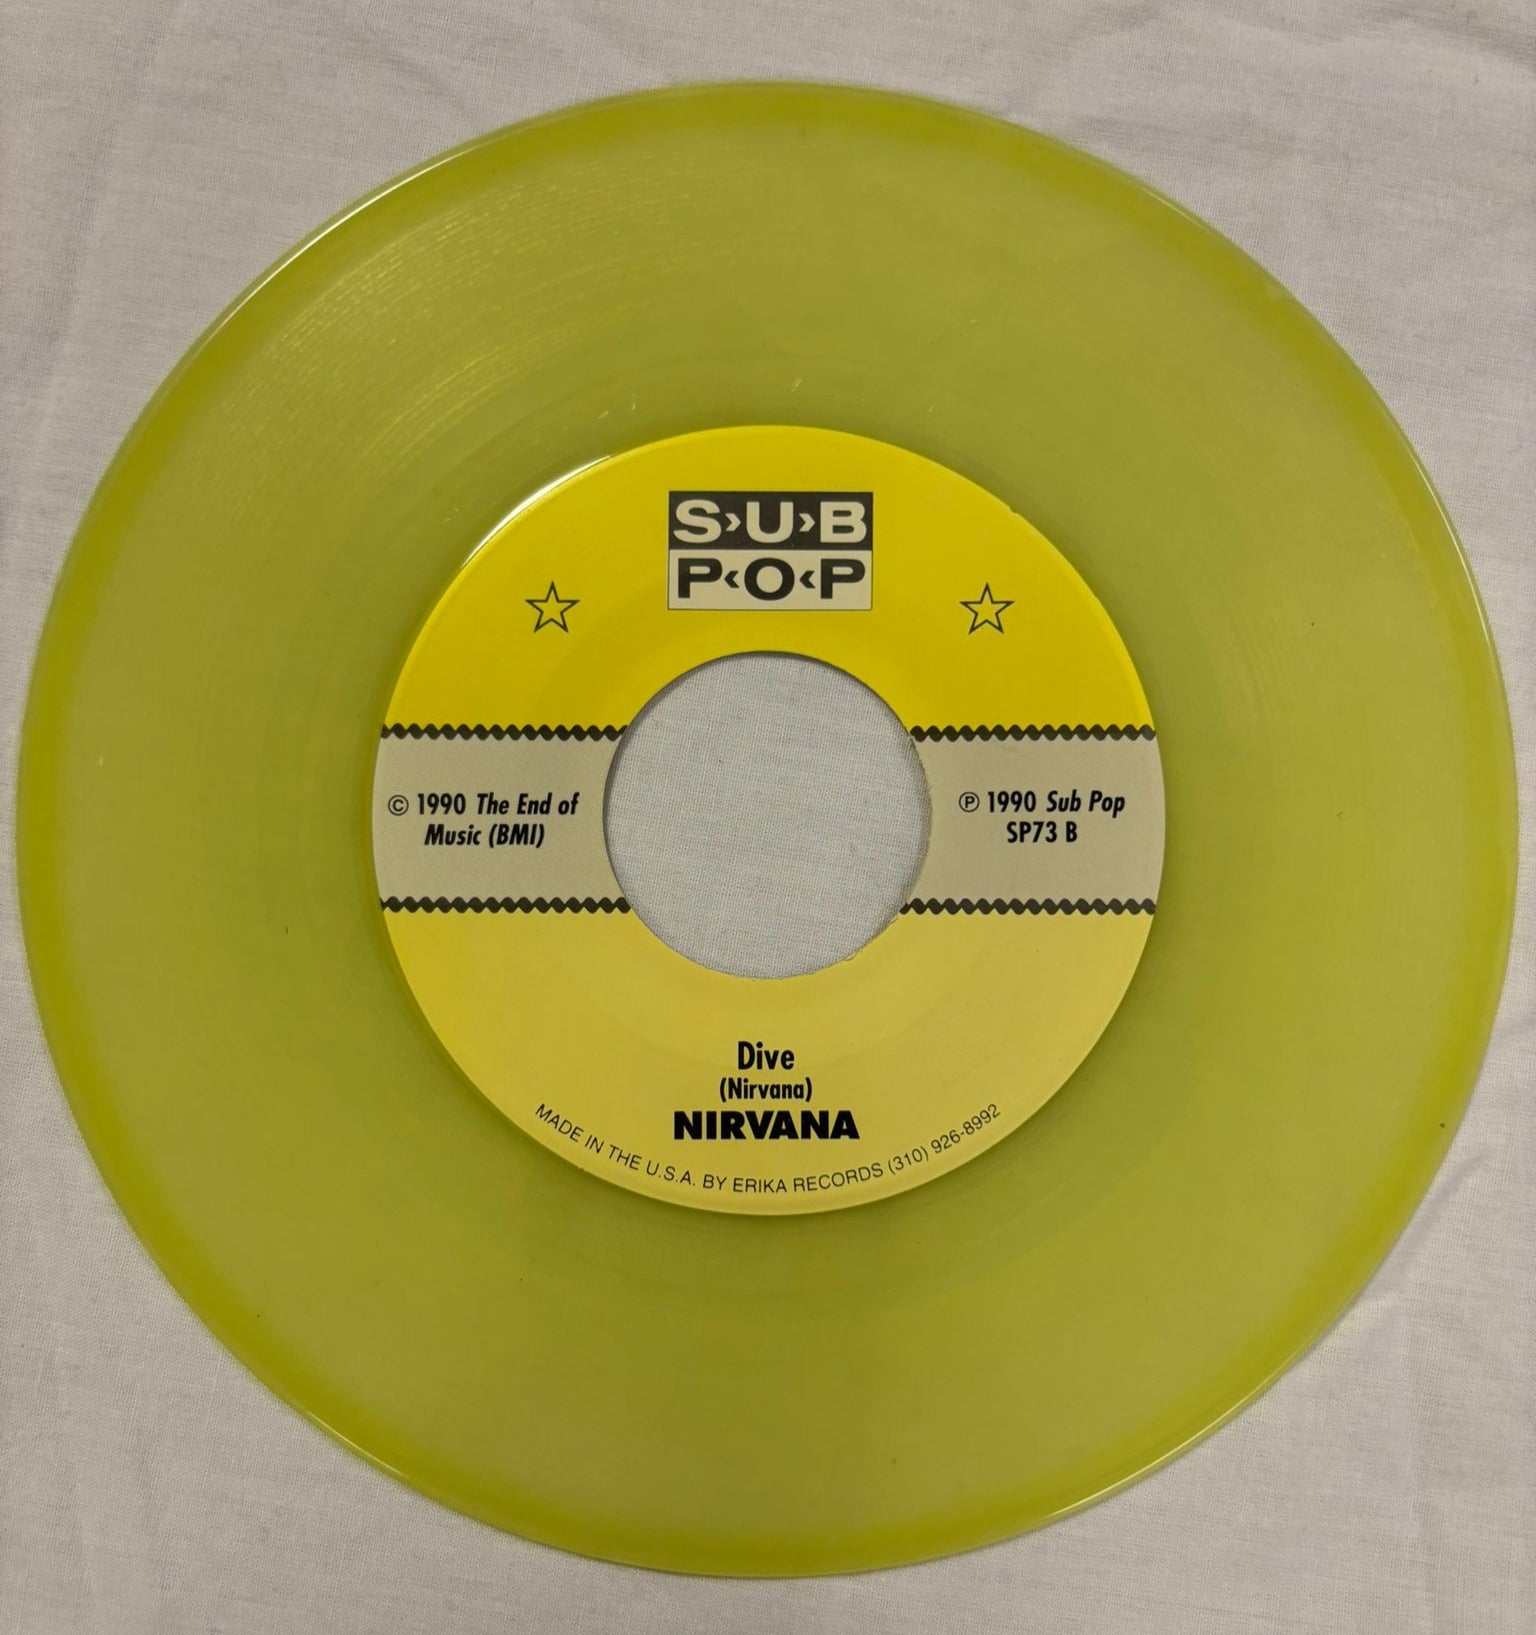 S›U›B
P‹O‹P
© 1990 The End of
Music (BMI)
℗ 1990 Sub Pop
SP73 B
Dive
(Nirvana)
NIRVANA
MADE IN THE U.S.A. BY ERIKA RECORDS (310) 926-8992